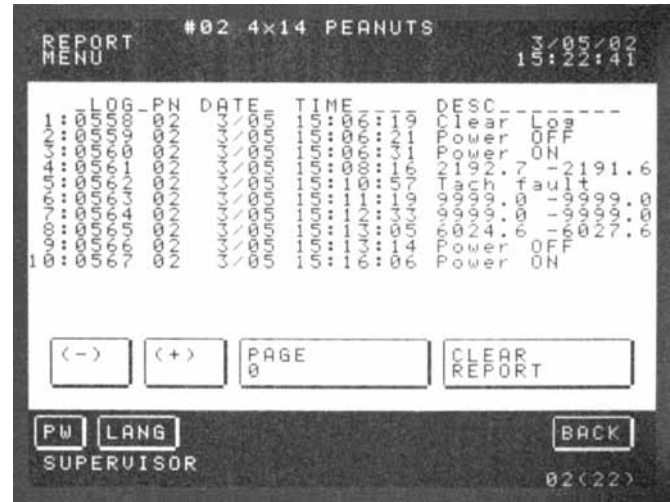 #02 4x14 PEANUTS
REPORT
MENU
3/05/02
15:22:41
_LOG_PN DATE_ TIME____ DESC________
1:0558 02 3/05 15:06:19 Clear Log
2:0559 02 3/05 15:06:21 Power OFF
3:0560 02 3/05 15:06:31 Power ON
4:0561 02 3/05 15:08:16 2192.7 -2191.6
5:0562 02 3/05 15:10:57 Tach fault
6:0563 02 3/05 15:11:19 9999.0 -9999.0
7:0564 02 3/05 15:12:33 9999.0 -9999.0
8:0565 02 3/05 15:13:05 6024.6 -6027.6
9:0566 02 3/05 15:13:14 Power OFF
10:0567 02 3/05 15:16:06 Power ON
(-) (+) PAGE
0
CLEAR
REPORT
PW LANG BACK
SUPERVISOR
02(22)